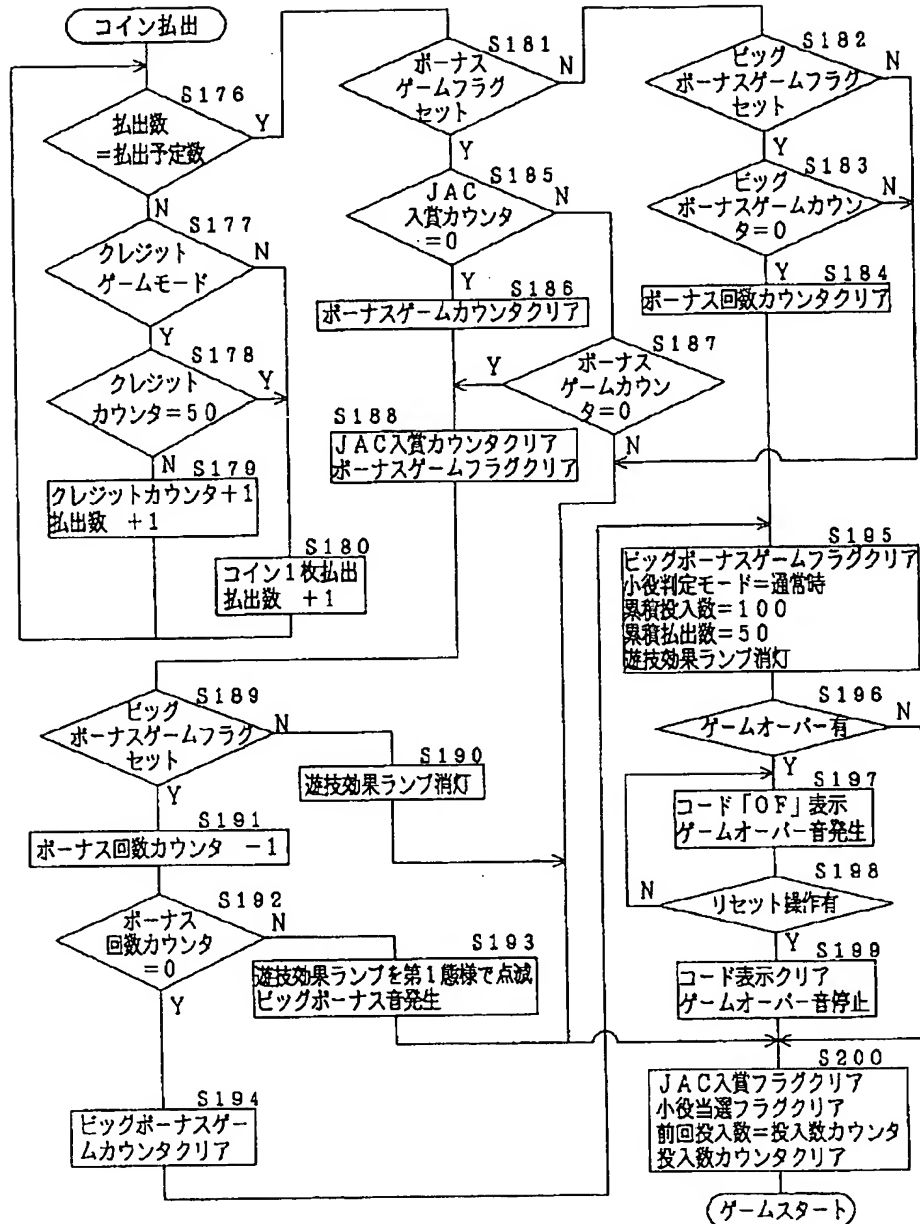 コイン払出
S176
払出数
=払出予定数
Y
N
S177
クレジット
ゲームモード
N
Y
S178
クレジット
カウンタ=50
Y
N
S179
クレジットカウンタ+1
払出数 +1
S180
コイン1枚払出
払出数 +1
S181
ボーナス
ゲームフラグ
セット
N
Y
S185
JAC
入賞カウンタ
=0
N
Y
S186
ボーナスゲームカウンタクリア
S187
ボーナス
ゲームカウン
タ=0
Y
N
S188
JAC入賞カウンタクリア
ボーナスゲームフラグクリア
S182
ビッグ
ボーナスゲームフラグ
セット
N
Y
S183
ビッグ
ボーナスゲームカウン
タ=0
N
Y
S184
ボーナス回数カウンタクリア
S189
ビッグ
ボーナスゲームフラグ
セット
N
Y
S190
遊技効果ランプ消灯
S191
ボーナス回数カウンタ -1
S192
ボーナス
回数カウンタ
=0
N
Y
S193
遊技効果ランプを第1態様で点滅
ビッグボーナス音発生
S194
ビッグボーナスゲー
ムカウンタクリア
S195
ビッグボーナスゲームフラグクリア
小役判定モード=通常時
累積投入数=100
累積払出数=50
遊技効果ランプ消灯
S196
ゲームオーバー有
N
Y
S197
コード「OF」表示
ゲームオーバー音発生
S198
リセット操作有
N
Y
S199
コード表示クリア
ゲームオーバー音停止
S200
JAC入賞フラグクリア
小役当選フラグクリア
前回投入数=投入数カウンタ
投入数カウンタクリア
ゲームスタート